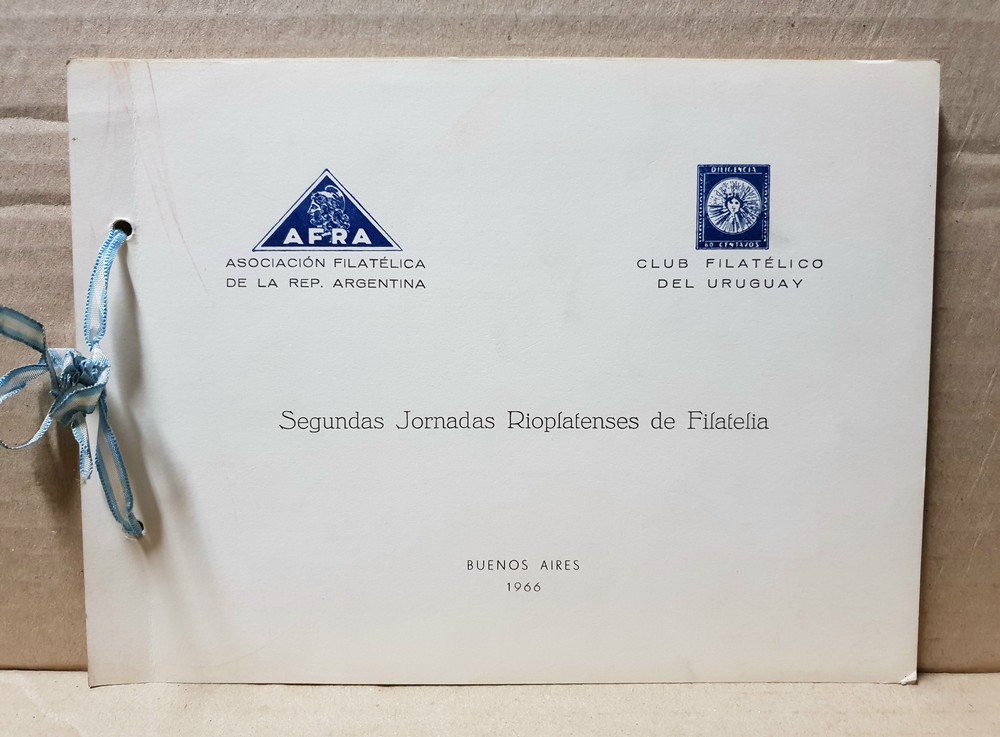 AFRA
ASOCIACIÓN FILATÉLICA
DE LA REP. ARGENTINA
DILIGENCIA
60 CENTAVOS
CLUB FILATÉLICO
DEL URUGUAY
Segundas Jornadas Rioplatenses de Filatelia
BUENOS AIRES
1966